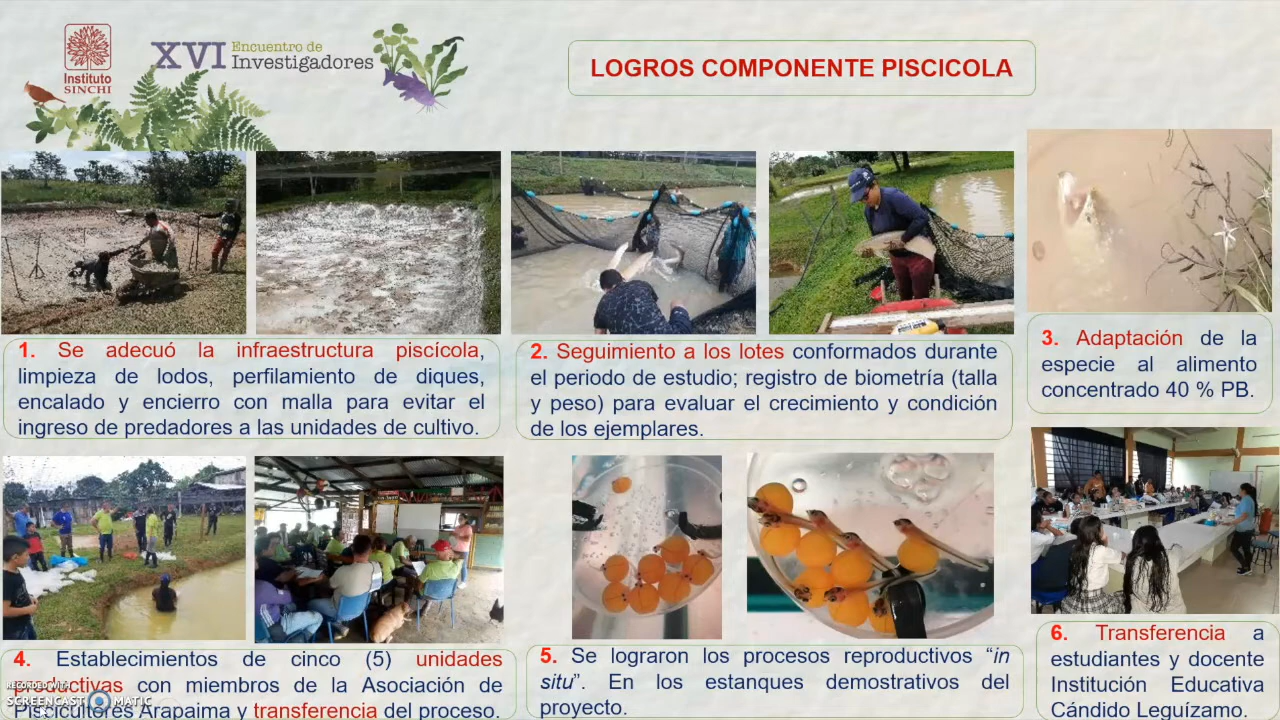 Instituto
SINCHI
XVI Encuentro de
Investigadores
LOGROS COMPONENTE PISCICOLA
1. Se adecuó la infraestructura piscícola,
limpieza de lodos, perfilamiento de diques,
encalado y encierro con malla para evitar el
ingreso de predadores a las unidades de cultivo.
2. Seguimiento a los lotes conformados durante
el periodo de estudio; registro de biometría (talla
y peso) para evaluar el crecimiento y condición
de los ejemplares.
3. Adaptación de la
especie al alimento
concentrado 40 % PB.
4. Establecimientos de cinco (5) unidades
productivas con miembros de la Asociación de
Piscicultores Arapaima y transferencia del proceso.
5. Se lograron los procesos reproductivos “in
situ”. En los estanques demostrativos del
proyecto.
6. Transferencia a
estudiantes y docente
Institución Educativa
Cándido Leguízamo.
RECORDED WITH
SCREENCAST MATIC